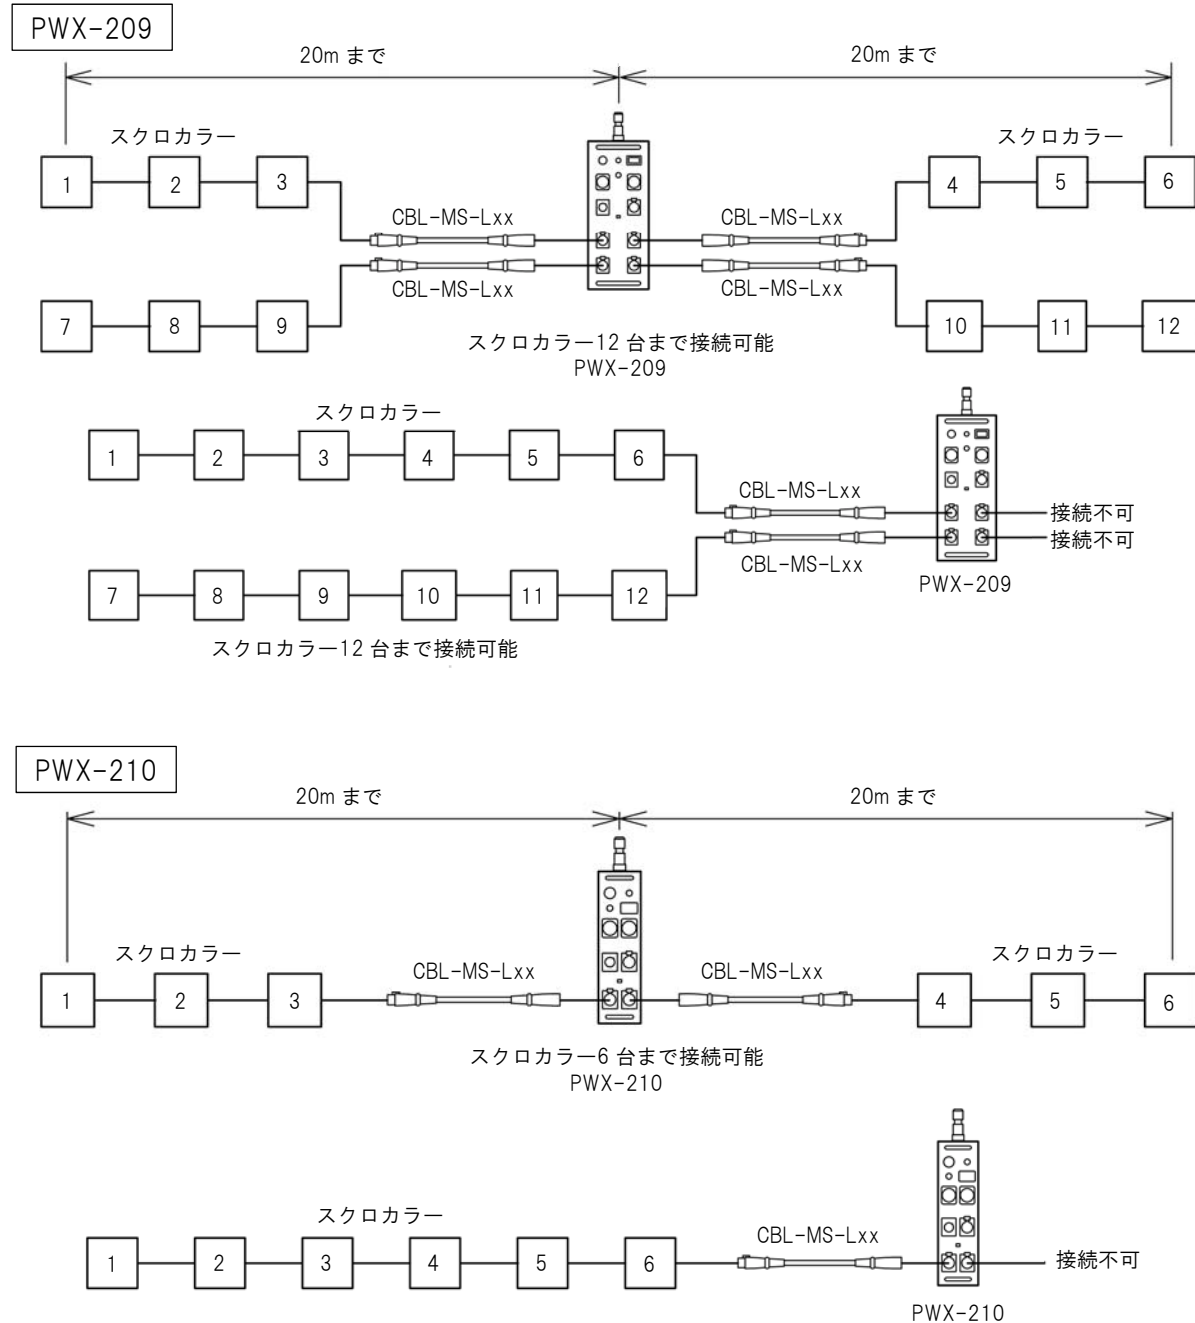 PWX-209
20m まで
20m まで
スクロカラー
スクロカラー
1 2 3 4 5 6
CBL-MS-Lxx CBL-MS-Lxx
CBL-MS-Lxx CBL-MS-Lxx
7 8 9 10 11 12
スクロカラー12 台まで接続可能
PWX-209
スクロカラー
1 2 3 4 5 6
CBL-MS-Lxx
接続不可
接続不可
CBL-MS-Lxx
PWX-209
7 8 9 10 11 12
スクロカラー12 台まで接続可能
PWX-210
20m まで
20m まで
スクロカラー
スクロカラー
CBL-MS-Lxx CBL-MS-Lxx
1 2 3 4 5 6
スクロカラー6 台まで接続可能
PWX-210
スクロカラー
CBL-MS-Lxx
1 2 3 4 5 6
接続不可
PWX-210